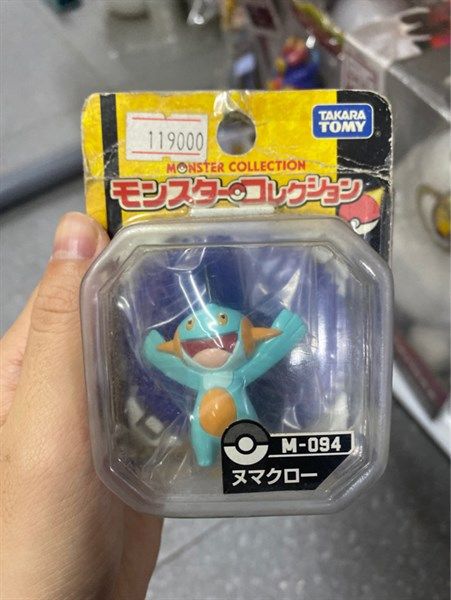 119000
TAKARA
TOMY
MONSTER COLLECTION
モンスターコレクション
M-094
ヌマクロー